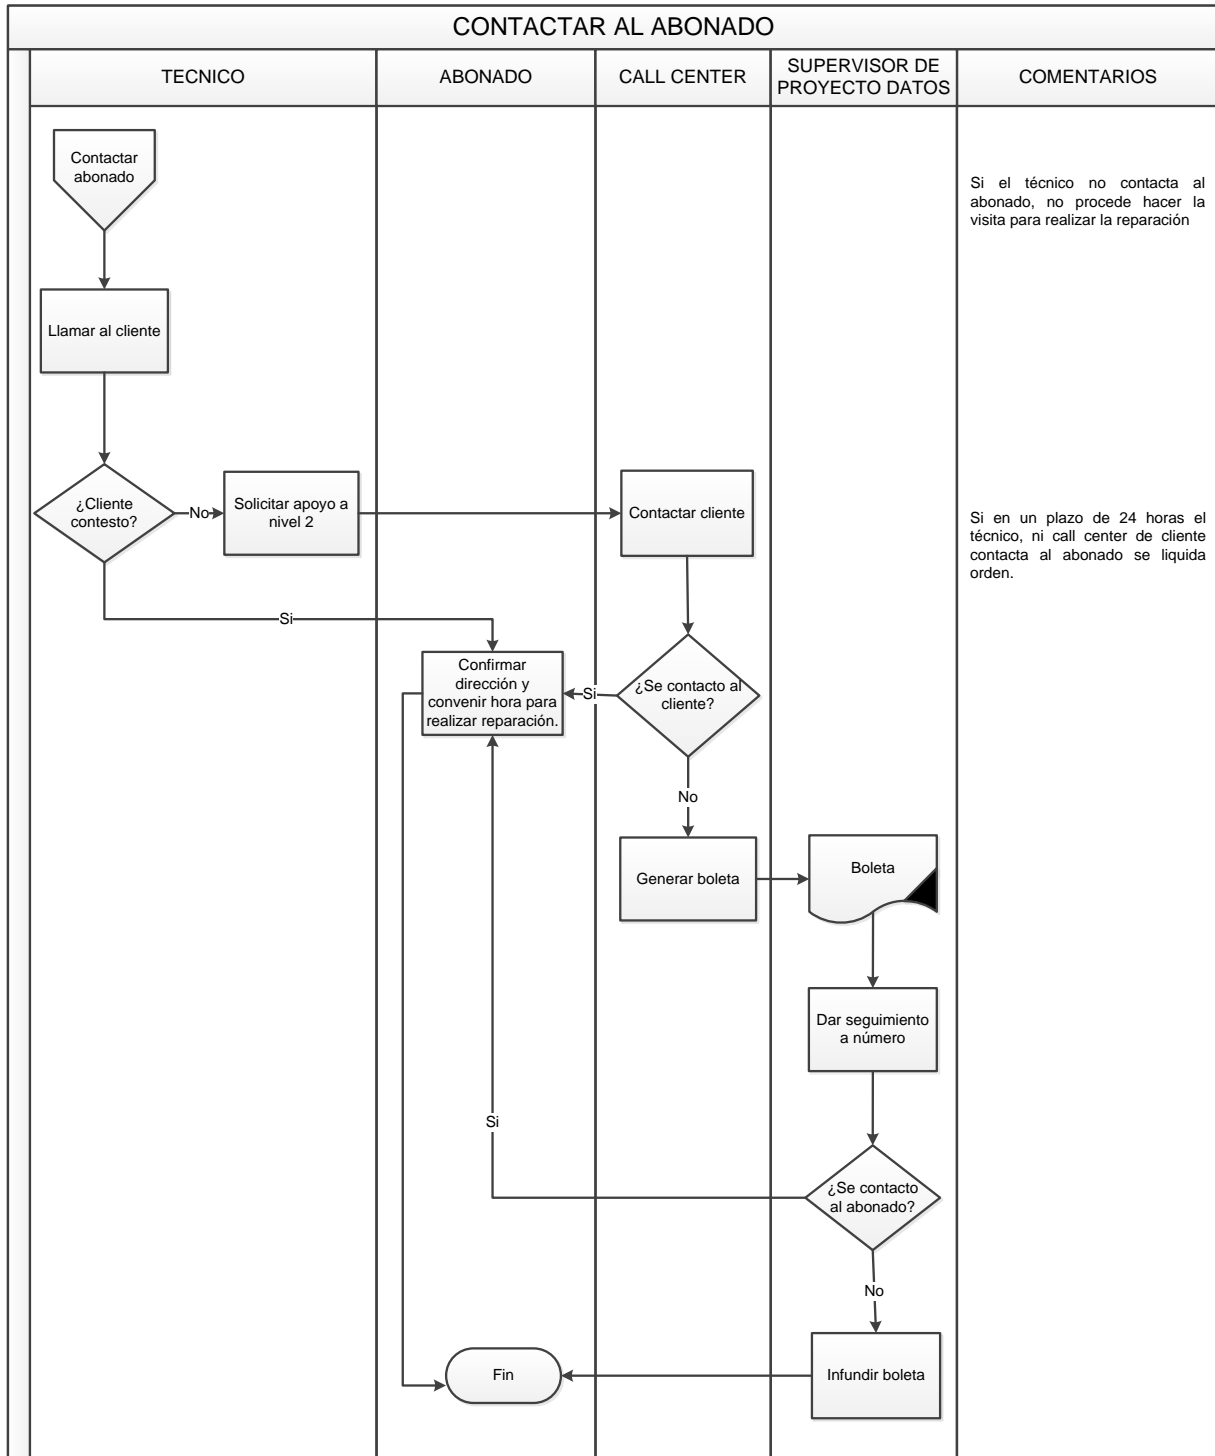 CONTACTAR AL ABONADO
TECNICO
ABONADO
CALL CENTER
SUPERVISOR DE
PROYECTO DATOS
COMENTARIOS
Contactar
abonado
Si el técnico no contacta al
abonado, no procede hacer la
visita para realizar la reparación
Llamar al cliente
¿Cliente
contesto?
No
Solicitar apoyo a
nivel 2
Contactar cliente
Si en un plazo de 24 horas el
técnico, ni call center de cliente
contacta al abonado se liquida
orden.
Si
Confirmar
dirección y
convenir hora para
realizar reparación.
Si
¿Se contacto al
cliente?
No
Generar boleta
Boleta
Dar seguimiento
a número
Si
¿Se contacto
al abonado?
No
Fin
Infundir boleta